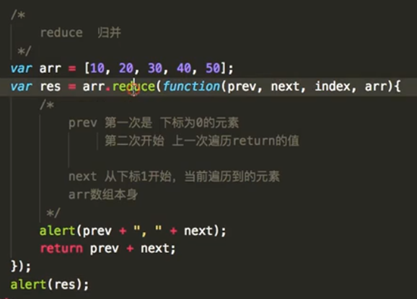 /*
reduce 归并
*/
var arr = [10, 20, 30, 40, 50];
var res = arr.reduce(function(prev, next, index, arr){
/*
prev 第一次是 下标为0的元素
第二次开始 上一次遍历return的值
next 从下标1开始, 当前遍历到的元素
arr数组本身
*/
alert(prev + ", " + next);
return prev + next;
});
alert(res);